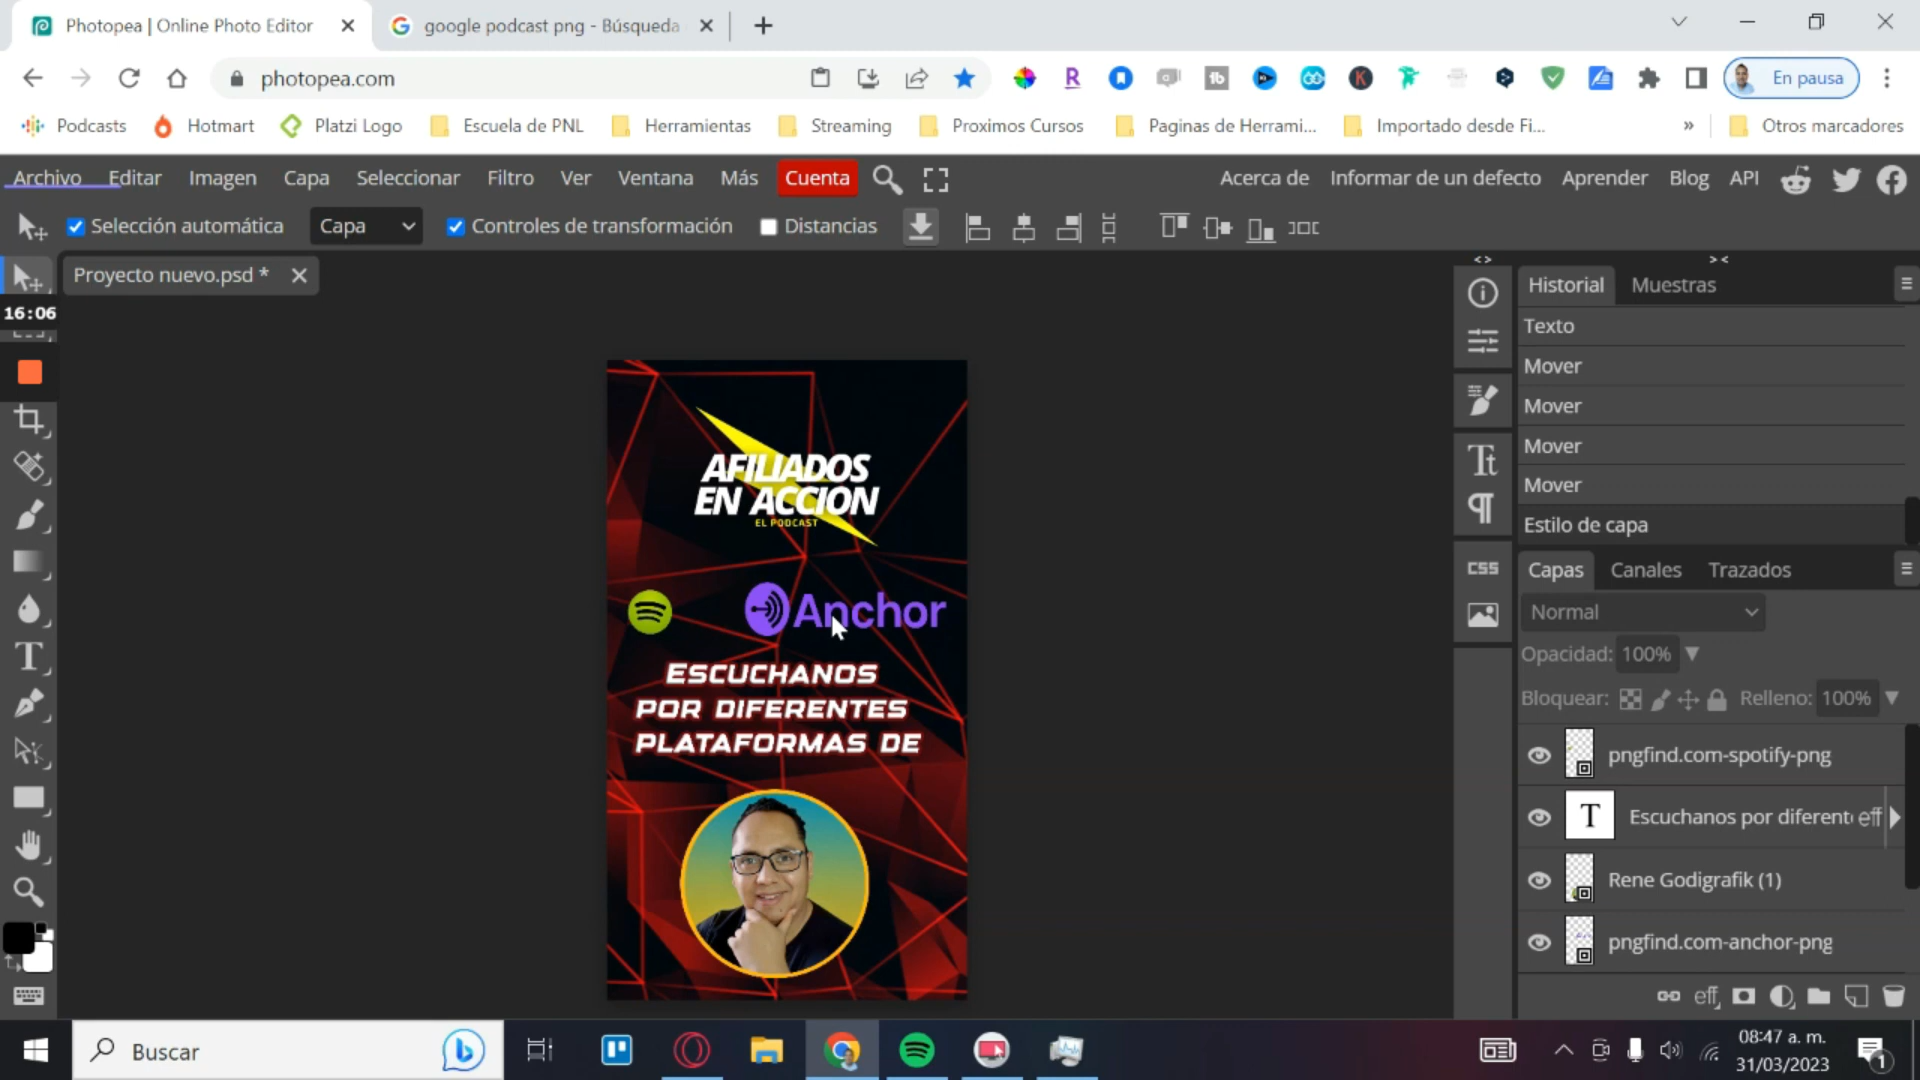 Photopea | Online Photo Editor
google podcast png - Búsqueda
photopea.com
En pausa
Podcasts
Hotmart
Platzi Logo
Escuela de PNL
Herramientas
Streaming
Proximos Cursos
Paginas de Herrami...
Importado desde Fi...
»
Otros marcadores
Archivo Editar Imagen Capa Seleccionar Filtro Ver Ventana Más Cuenta
Acerca de Informar de un defecto Aprender Blog API
Selección automática Capa Controles de transformación Distancias
Proyecto nuevo.psd *
16:06
AFILIADOS
EN ACCION
EL PODCAST
Anchor
ESCUCHANOS
POR DIFERENTES
PLATAFORMAS DE
< >
> <
Historial Muestras
Texto
Mover
Mover
Mover
Mover
Estilo de capa
CSS
Capas Canales Trazados
Normal
Opacidad: 100%
Bloquear: Relleno: 100%
pngfind.com-spotify-png
T Escuchanos por diferent eff
Rene Godigrafik (1)
pngfind.com-anchor-png
eff
Buscar
08:47 a. m.
31/03/2023
1